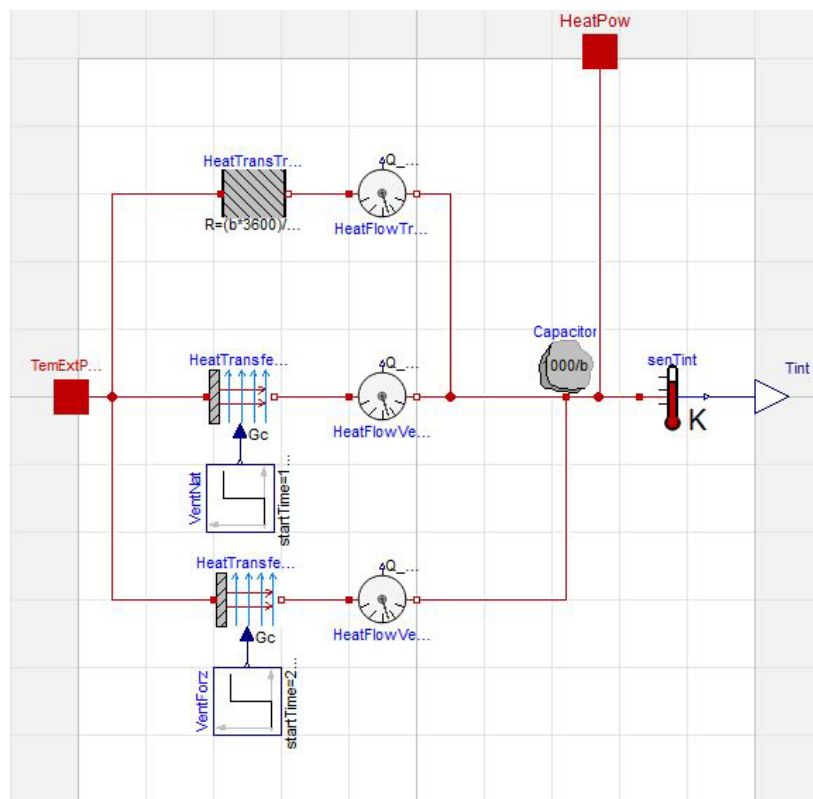 HeatPow
HeatTransTr...
Q_...
R=(b*3600)/...
HeatFlowTr...
Capacitor
000/b
TemExtP...
HeatTransfe...
Q_...
senTint
Tint
K
Gc
HeatFlowVe...
VentNat
startTime=1...
HeatTransfe...
Q_...
Gc
HeatFlowVe...
VentForz
startTime=2...